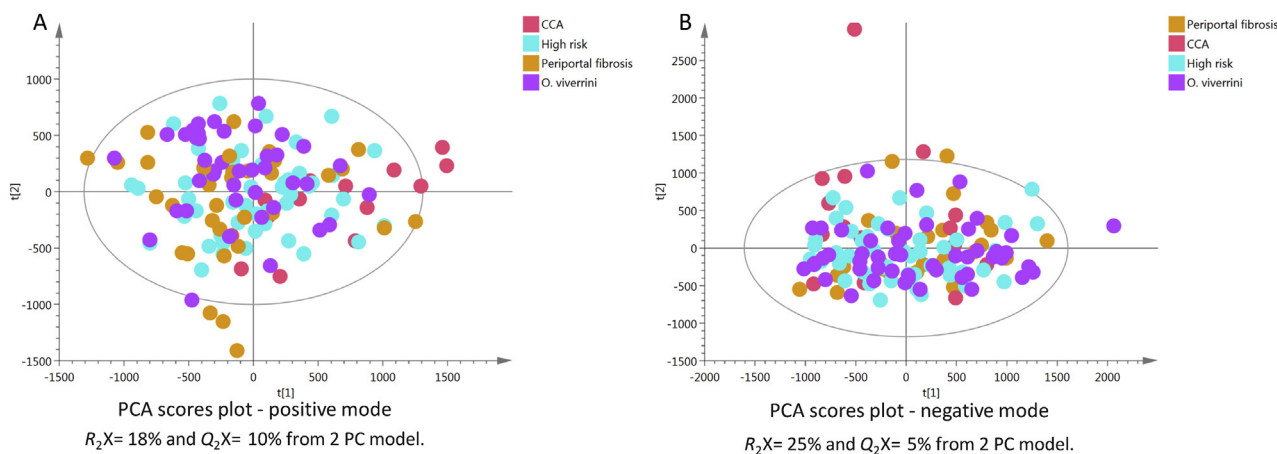 A
CCA
High risk
Periportal fibrosis
O. viverrini
t[2]
1000
500
0
-500
-1000
-1500
-1500
-1000
-500
0
500
1000
1500
t[1]
PCA scores plot - positive mode
R₂X= 18% and Q₂X= 10% from 2 PC model.
B
Periportal fibrosis
CCA
High risk
O. viverrini
t[2]
2500
2000
1500
1000
500
0
-500
-1000
-1500
-2000
-1500
-1000
-500
0
500
1000
1500
2000
t[1]
PCA scores plot - negative mode
R₂X= 25% and Q₂X= 5% from 2 PC model.